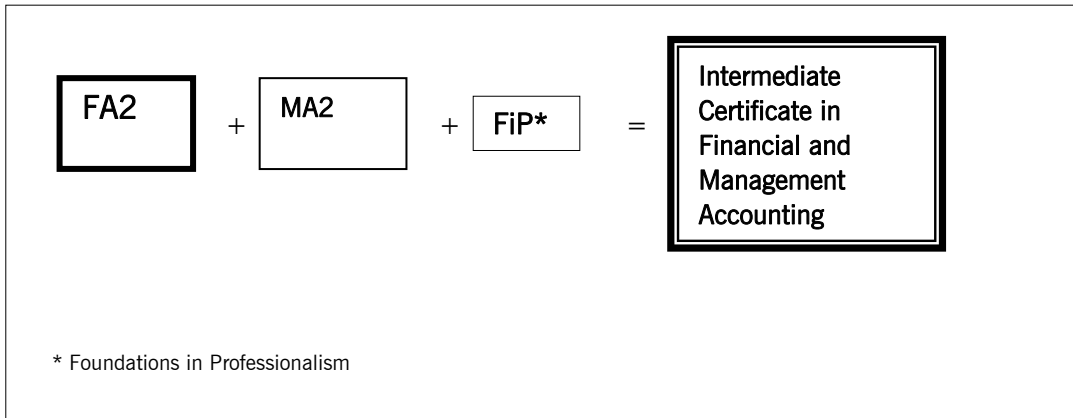 FA2 + MA2 + FiP* =
Intermediate
Certificate in
Financial and
Management
Accounting
* Foundations in Professionalism